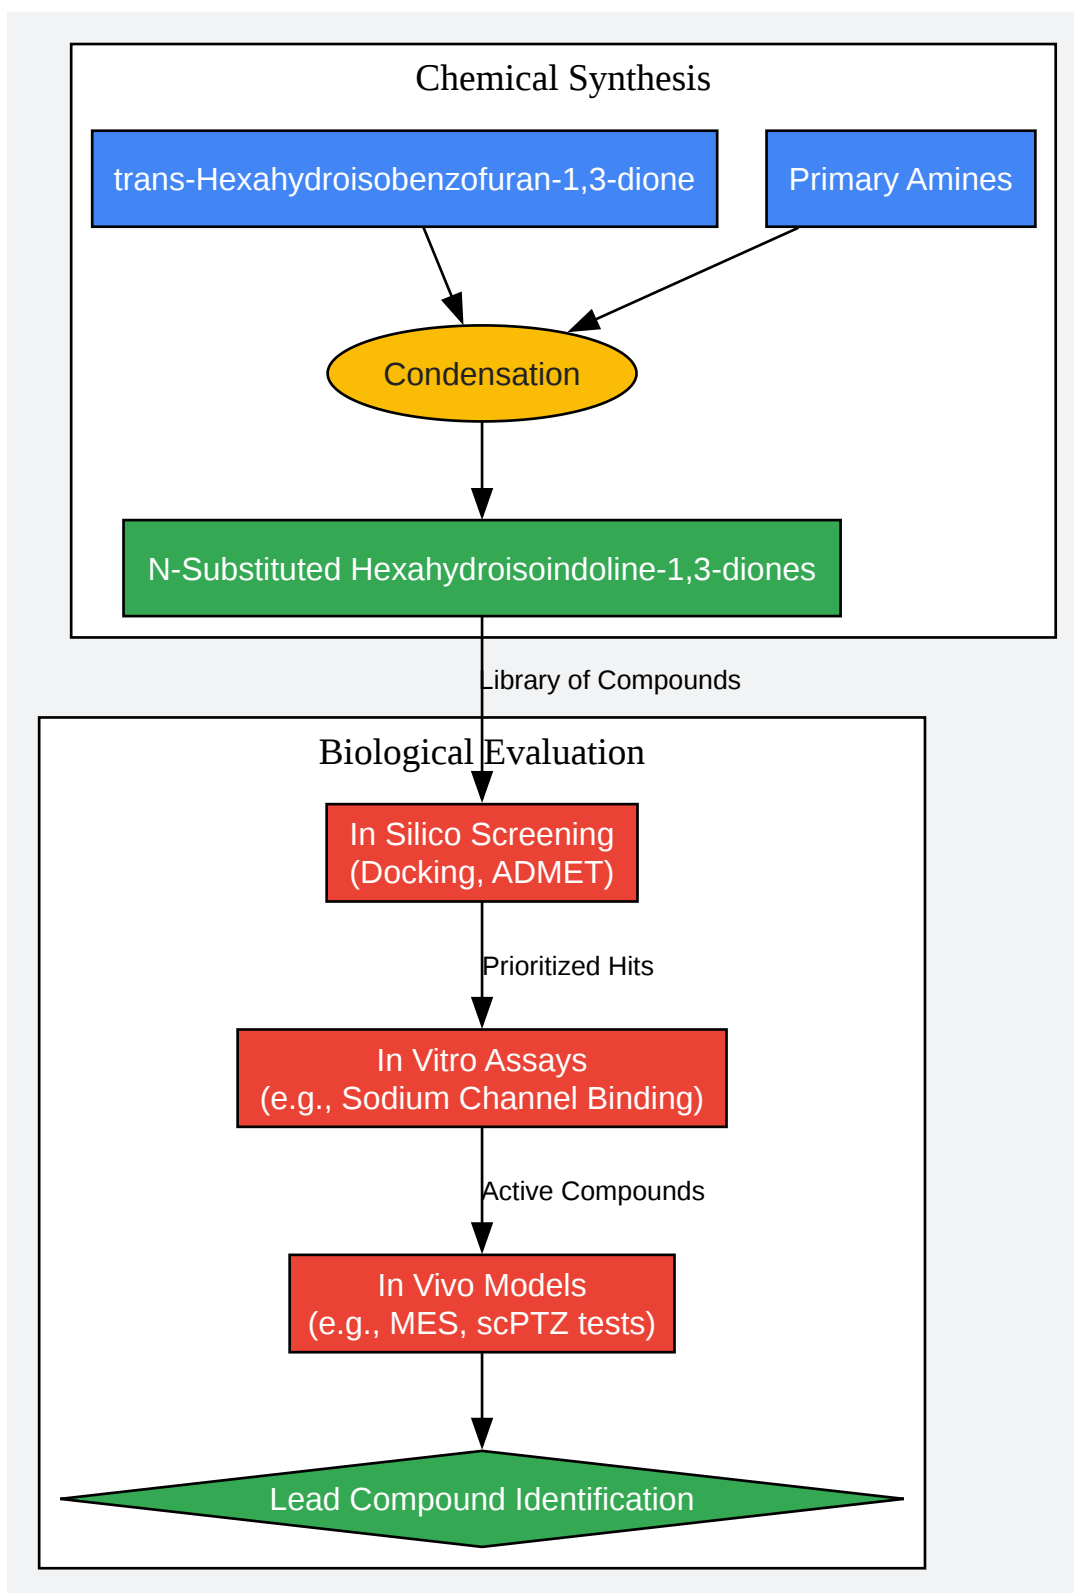 Chemical Synthesis
trans-Hexahydroisobenzofuran-1,3-dione
Primary Amines
Condensation
N-Substituted Hexahydroisoindoline-1,3-diones
Library of Compounds
Biological Evaluation
In Silico Screening
(Docking, ADMET)
Prioritized Hits
In Vitro Assays
(e.g., Sodium Channel Binding)
Active Compounds
In Vivo Models
(e.g., MES, scPTZ tests)
Lead Compound Identification